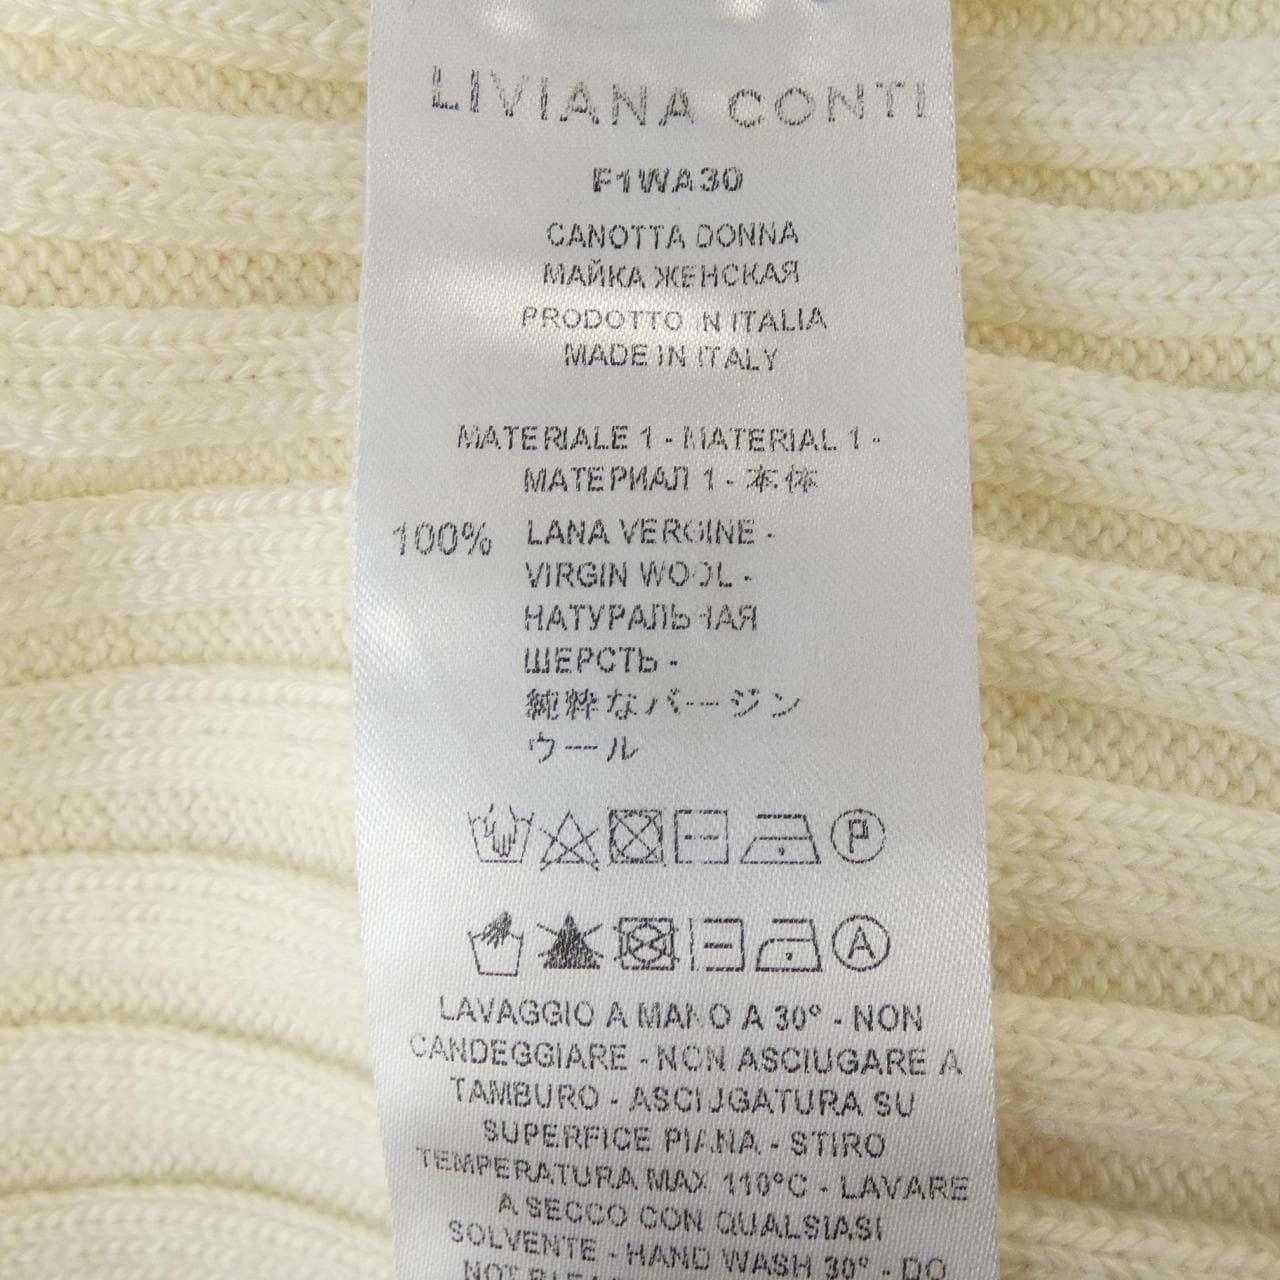 LIVIANA CONTI
F1WA30
CANOTTA DONNA
МАЙКА ЖЕНСКАЯ
PRODOTTO IN ITALIA
MADE IN ITALY
MATERIALE 1 - MATERIAL 1 -
МАТЕРИАЛ 1 - 本体
100% LANA VERGINE -
VIRGIN WOOL -
НАТУРАЛЬНАЯ
ШЕРСТЬ -
純粋なバージン
ウール
P
A
LAVAGGIO A MANO A 30° - NON
CANDEGGIARE - NON ASCIUGARE A
TAMBURO - ASCIUGATURA SU
SUPERFICE PIANA - STIRO
TEMPERATURA MAX 110°C - LAVARE
A SECCO CON QUALSIASI
SOLVENTE - HAND WASH 30° - DO
NOT